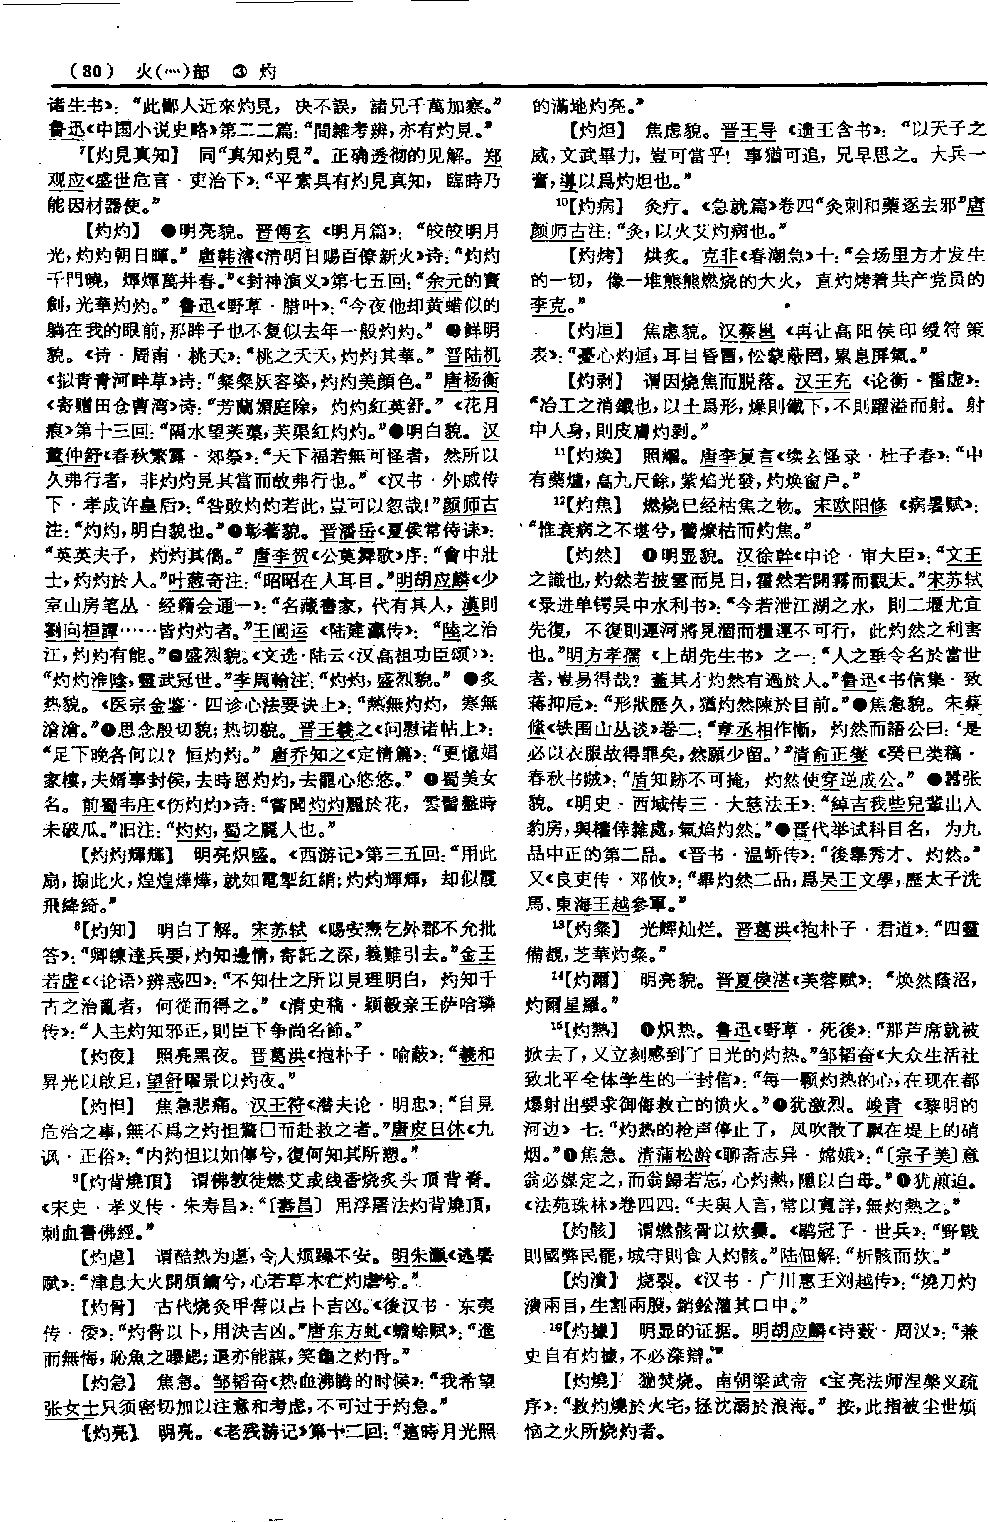 (80) 火(灬)部 ③ 灼
诸生书》：“此鄙人近來灼見，決不誤，諸兄千萬加察。”
鲁迅《中国小说史略》第二二篇：“間雜考辨，亦有灼見。”
7【灼見真知】 同“真知灼見”。正确透彻的见解。郑
观应《盛世危言·吏治下》：“平素具有灼見真知，臨時乃
能因材器使。”
【灼灼】 ❶明亮貌。晋傅玄《明月篇》：“皎皎明月
光，灼灼朝日暉。”唐韩濬《清明日赐百僚新火》诗：“灼灼
千門曉，輝輝萬井春。”《封神演义》第七五回：“余元的寶
劍，光華灼灼。”鲁迅《野草·腊叶》：“今夜他却黄蜡似的
躺在我的眼前，那眸子也不复似去年一般灼灼。”❷鲜明
貌。《诗·周南·桃夭》：“桃之夭夭，灼灼其華。”晋陆机
《拟青青河畔草》诗：“粲粲妖容姿，灼灼美顔色。”唐杨衡
《寄赠田仓曹湾》诗：“芳蘭媚庭除，灼灼紅英舒。”《花月
痕》第十三回：“隔水望芙蕖，芙渠紅灼灼。”❸明白貌。汉
董仲舒《春秋繁露·郊祭》：“天下福若無可怪者，然所以
久弗行者，非灼灼見其當而故弗行也。”《汉书·外戚传
下·孝成许皇后》：“咎敗灼灼若此，豈可以忽哉！”颜师古
注：“灼灼，明白貌也。”❹彰著貌。晋潘岳《夏侯常侍诔》：
“英英夫子，灼灼其儁。”唐李贺《公莫舞歌》序：“會中壯
士，灼灼於人。”叶葱奇注：“昭昭在人耳目。”明胡应麟《少
室山房笔丛·经籍会通一》：“名藏書家，代有其人，漢則
劉向桓譚……皆灼灼者。”王闿运《陆建瀛传》：“陸之治
江，灼灼有能。”❺盛烈貌。《文选·陆云〈汉高祖功臣颂〉》：
“灼灼淮陰，靈武冠世。”李周翰注：“灼灼，盛烈貌。”❻炙
热貌。《医宗金鉴·四诊心法要诀上》：“熱無灼灼，寒無
滄滄。”❼思念殷切貌；热切貌。晋王羲之《问慰诸帖上》：
“足下晚各何以？恒灼灼。”唐乔知之《定情篇》：“更憶娼
家樓，夫婿事封侯，去時恩灼灼，去罷心悠悠。”❽蜀美女
名。前蜀韦庄《伤灼灼》诗：“嘗聞灼灼麗於花，雲髻盤時
未破瓜。”旧注：“灼灼，蜀之麗人也。”
【灼灼輝輝】 明亮炽盛。《西游记》第三五回：“用此
扇，搧此火，煌煌燁燁，就如電掣紅綃；灼灼輝輝，却似霞
飛絳綺。”
8【灼知】 明白了解。宋苏轼《赐安焘乞外郡不允批
答》：“卿練達兵要，灼知邊情，寄託之深，義難引去。”金王
若虚《〈论语〉辨惑四》：“不知仕之所以見理明白，灼知千
古之治亂者，何從而得之。”《清史稿·颖毅亲王萨哈璘
传》：“人主灼知邪正，則臣下争尚名節。”
【灼夜】 照亮黑夜。晋葛洪《抱朴子·喻蔽》：“羲和
昇光以啟旦，望舒曜景以灼夜。”
【灼怛】 焦急悲痛。汉王符《潜夫论·明忠》：“自見
危殆之事，無不爲之灼怛驚□而赴救之者。”唐皮日休《九
讽·正俗》：“内灼怛以如傳兮，復何知其所愬。”
9【灼背燒頂】 谓佛教徒燃艾或线香烧炙头顶背脊。
《宋史·孝义传·朱寿昌》：“〔壽昌〕用浮屠法灼背燒頂，
刺血書佛經。”
【灼虐】 谓酷热为虐，令人烦躁不安。明朱灏《逃暑
賦》：“津息大火開煩鑰兮，心若草木亡灼虐兮。”
【灼骨】 古代烧灸甲骨以占卜吉凶。《後汉书·东夷
传·倭》：“灼骨以卜，用決吉凶。”唐东方虬《蟾蜍赋》：“進
而無悔，恥魚之曝鰓；退亦能謀，笑龜之灼骨。”
【灼急】 焦急。邹韬奋《热血沸腾的时候》：“我希望
张女士只须密切加以注意和考虑，不可过于灼急。”
【灼亮】 明亮。《老残游记》第十二回：“這時月光照
的滿地灼亮。”
【灼烜】 焦虑貌。晋王导《遗王含书》：“以天子之
威，文武畢力，豈可當乎！事猶可追，兄早思之。大兵一
奮，導以爲灼炟也。”
10【灼病】 灸疗。《急就篇》卷四“灸刺和藥逐去邪”唐
颜师古注：“灸，以火艾灼病也。”
【灼烤】 烘炙。克非《春潮急》十：“会场里方才发生
的一切，像一堆熊熊燃烧的大火，直灼烤着共产党员的
李克。”
【灼烜】 焦虑貌。汉蔡邕《再让高阳侯印绶符策
表》：“憂心灼烜，耳目昏冒，忪蒙蔽罔，累息屏氣。”
【灼剥】 谓因烧焦而脱落。汉王充《论衡·雷虚》：
“冶工之消鐵也，以土爲形，燥則鐵下，不則躍溢而射。射
中人身，則皮膚灼剥。”
11【灼焕】 照耀。唐李复言《续玄怪录·杜子春》：“中
有藥爐，高九尺餘，紫焰光發，灼焕窗户。”
12【灼焦】 燃烧已经枯焦之物。宋欧阳修《病暑赋》：
“惟衰病之不堪兮，譬燎枯而灼焦。”
【灼然】 ❶明显貌。汉徐幹《中论·审大臣》：“文王
之識也，灼然若披雲而見日，霍然若開霧而觀天。”宋苏轼
《录进单锷吴中水利书》：“今若泄江湖之水，則二堰尤宜
先復，不復則運河將見涸而糧運不可行，此灼然之利害
也。”明方孝孺《上胡先生书》之一：“人之垂令名於當世
者，豈易得哉？蓋其才灼然有過於人。”鲁迅《书信集·致
蒋抑卮》：“形狀歷久，猶灼然陳於目前。”❷焦急貌。宋蔡
絛《铁围山丛谈》卷二：“章丞相作慚，灼然而語公曰：‘是
必以衣服故得罪矣，然願少留。’”清俞正燮《癸巳类稿·
春秋书弑》：“盾知跡不可掩，灼然使穿逆成公。”❸嚣张
貌。《明史·西域传三·大慈法王》：“綽吉我些兒輩出入
豹房，與權倖雜處，氣焰灼然。”❹晋代举试科目名，为九
品中正的第二品。《晋书·温峤传》：“後舉秀才、灼然。”
又《良吏传·邓攸》：“舉灼然二品，爲吴王文學，歷太子洗
馬、東海王越參軍。”
13【灼粲】 光辉灿烂。晋葛洪《抱朴子·君道》：“四靈
備覿，芝華灼粲。”
14【灼爾】 明亮貌。晋夏侯湛《芙蓉赋》：“焕然蔭沼，
灼爾星羅。”
15【灼熱】 ❶炽热。鲁迅《野草·死後》：“那芦席就被
掀去了，又立刻感到了日光的灼热。”邹韬奋《大众生活社
致北平全体学生的一封信》：“每一颗灼热的心，在现在都
爆射出要求御侮救亡的愤火。”❷犹激烈。峻青《黎明的
河边》七：“灼热的枪声停止了，风吹散了飘在堤上的硝
烟。”❸焦急。清蒲松龄《聊斋志异·嫦娥》：“〔宗子美〕意
翁必媒定之，而翁歸若忘，心灼熱，隱以白母。”❹犹煎迫。
《法苑珠林》卷四四：“夫與人言，常以寬詳，無灼熱之。”
【灼骸】 谓燃骸骨以炊爨。《鹖冠子·世兵》：“野戰
則國弊民罷，城守則食人灼骸。”陆佃解：“析骸而炊。”
【灼潰】 烧裂。《汉书·广川惠王刘越传》：“燒刀灼
潰兩目，生割兩股，銷鉛灌其口中。”
16【灼據】 明显的证据。明胡应麟《诗薮·周汉》：“兼
史自有灼據，不必深辯。”
【灼燒】 犹焚烧。南朝梁武帝《宝亮法师涅槃义疏
序》：“救灼燒於火宅，拯沈溺於浪海。”按，此指被尘世烦
恼之火所烧灼者。